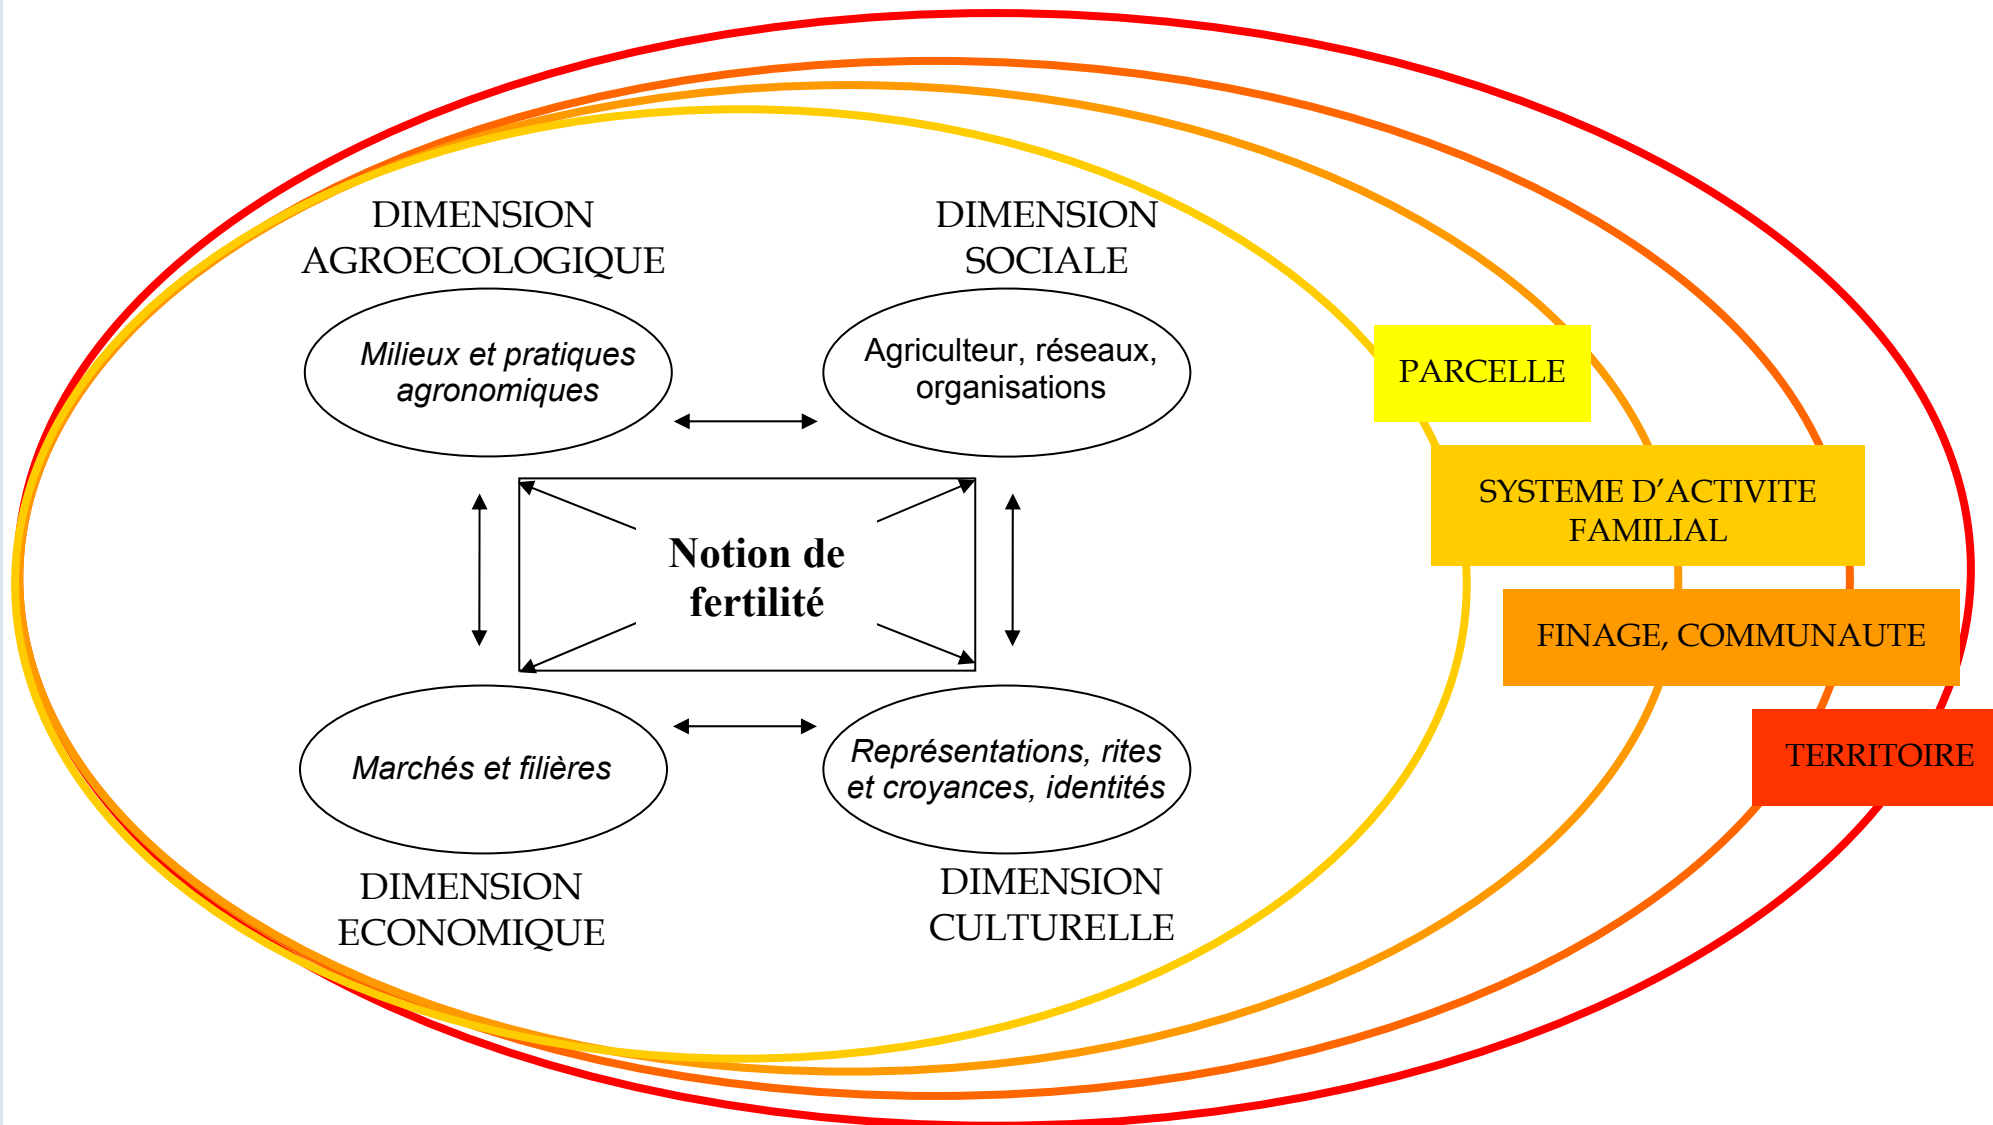 DIMENSION
AGROECOLOGIQUE
DIMENSION
SOCIALE
Milieux et pratiques
agronomiques
Agriculteur, réseaux,
organisations
PARCELLE
SYSTEME D’ACTIVITE
FAMILIAL
Notion de
fertilité
FINAGE, COMMUNAUTE
TERRITOIRE
Marchés et filières
Représentations, rites
et croyances, identités
DIMENSION
ECONOMIQUE
DIMENSION
CULTURELLE